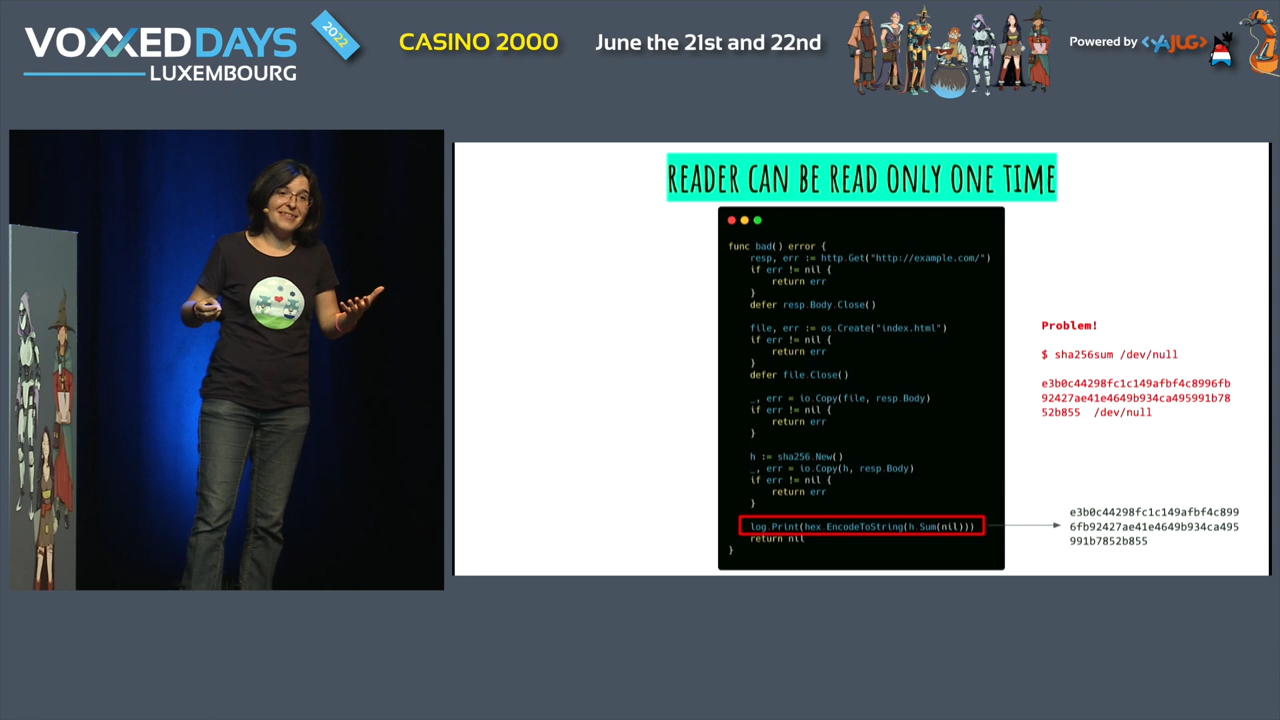 VOXXED DAYS
LUXEMBOURG
2022
CASINO 2000
June the 21st and 22nd
Powered by <YAJUG>
READER CAN BE READ ONLY ONE TIME
func bad() error {
resp, err := http.Get("http://example.com/")
if err != nil {
return err
}
defer resp.Body.Close()
file, err := os.Create("index.html")
if err != nil {
return err
}
defer file.Close()
_, err = io.Copy(file, resp.Body)
if err != nil {
return err
}
h := sha256.New()
_, err = io.Copy(h, resp.Body)
if err != nil {
return err
}
log.Print(hex.EncodeToString(h.Sum(nil)))
return nil
}
Problem!
$ sha256sum /dev/null
e3b0c44298fc1c149afbf4c8996fb
92427ae41e4649b934ca495991b78
52b855 /dev/null
e3b0c44298fc1c149afbf4c899
6fb92427ae41e4649b934ca495
991b7852b855